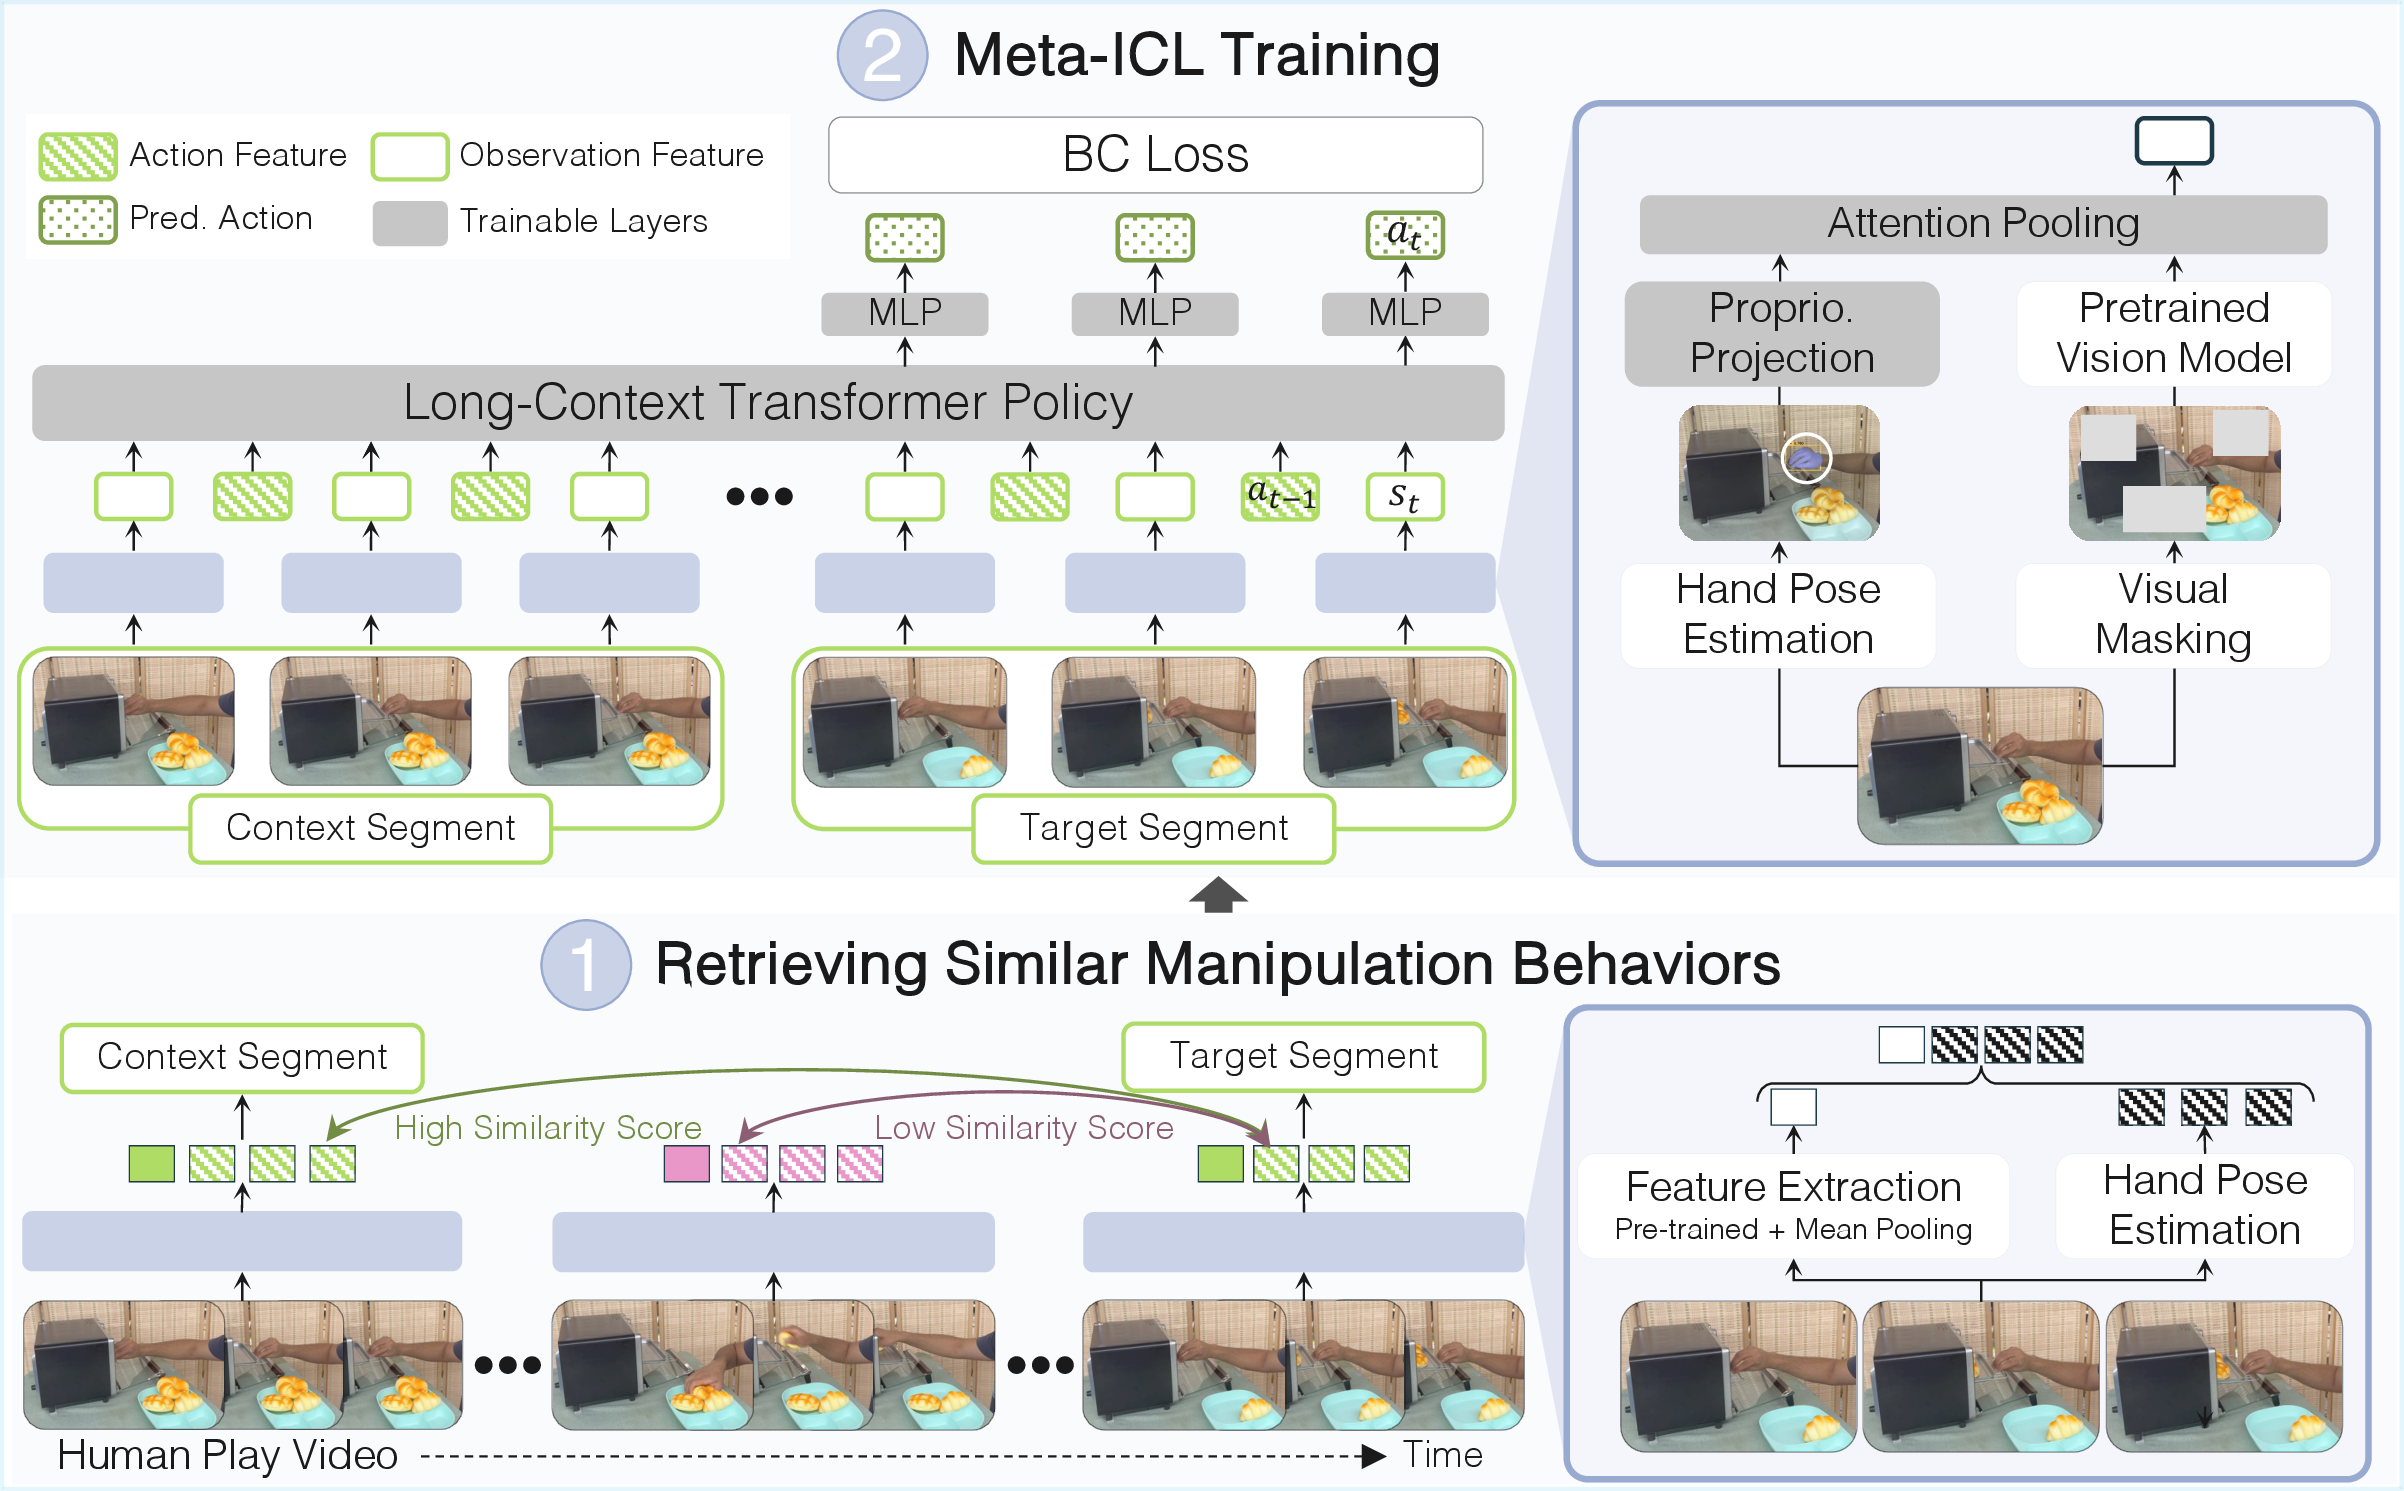 2 Meta-ICL Training
Action Feature
Observation Feature
Pred. Action
Trainable Layers
BC Loss
a_t
MLP MLP MLP
Long-Context Transformer Policy
a_{t-1} s_t
Context Segment
Target Segment
Attention Pooling
Proprio.
Projection
Pretrained
Vision Model
Hand Pose
Estimation
Visual
Masking
1 Retrieving Similar Manipulation Behaviors
Context Segment
Target Segment
High Similarity Score
Low Similarity Score
Human Play Video
Time
Feature Extraction
Pre-trained + Mean Pooling
Hand Pose
Estimation